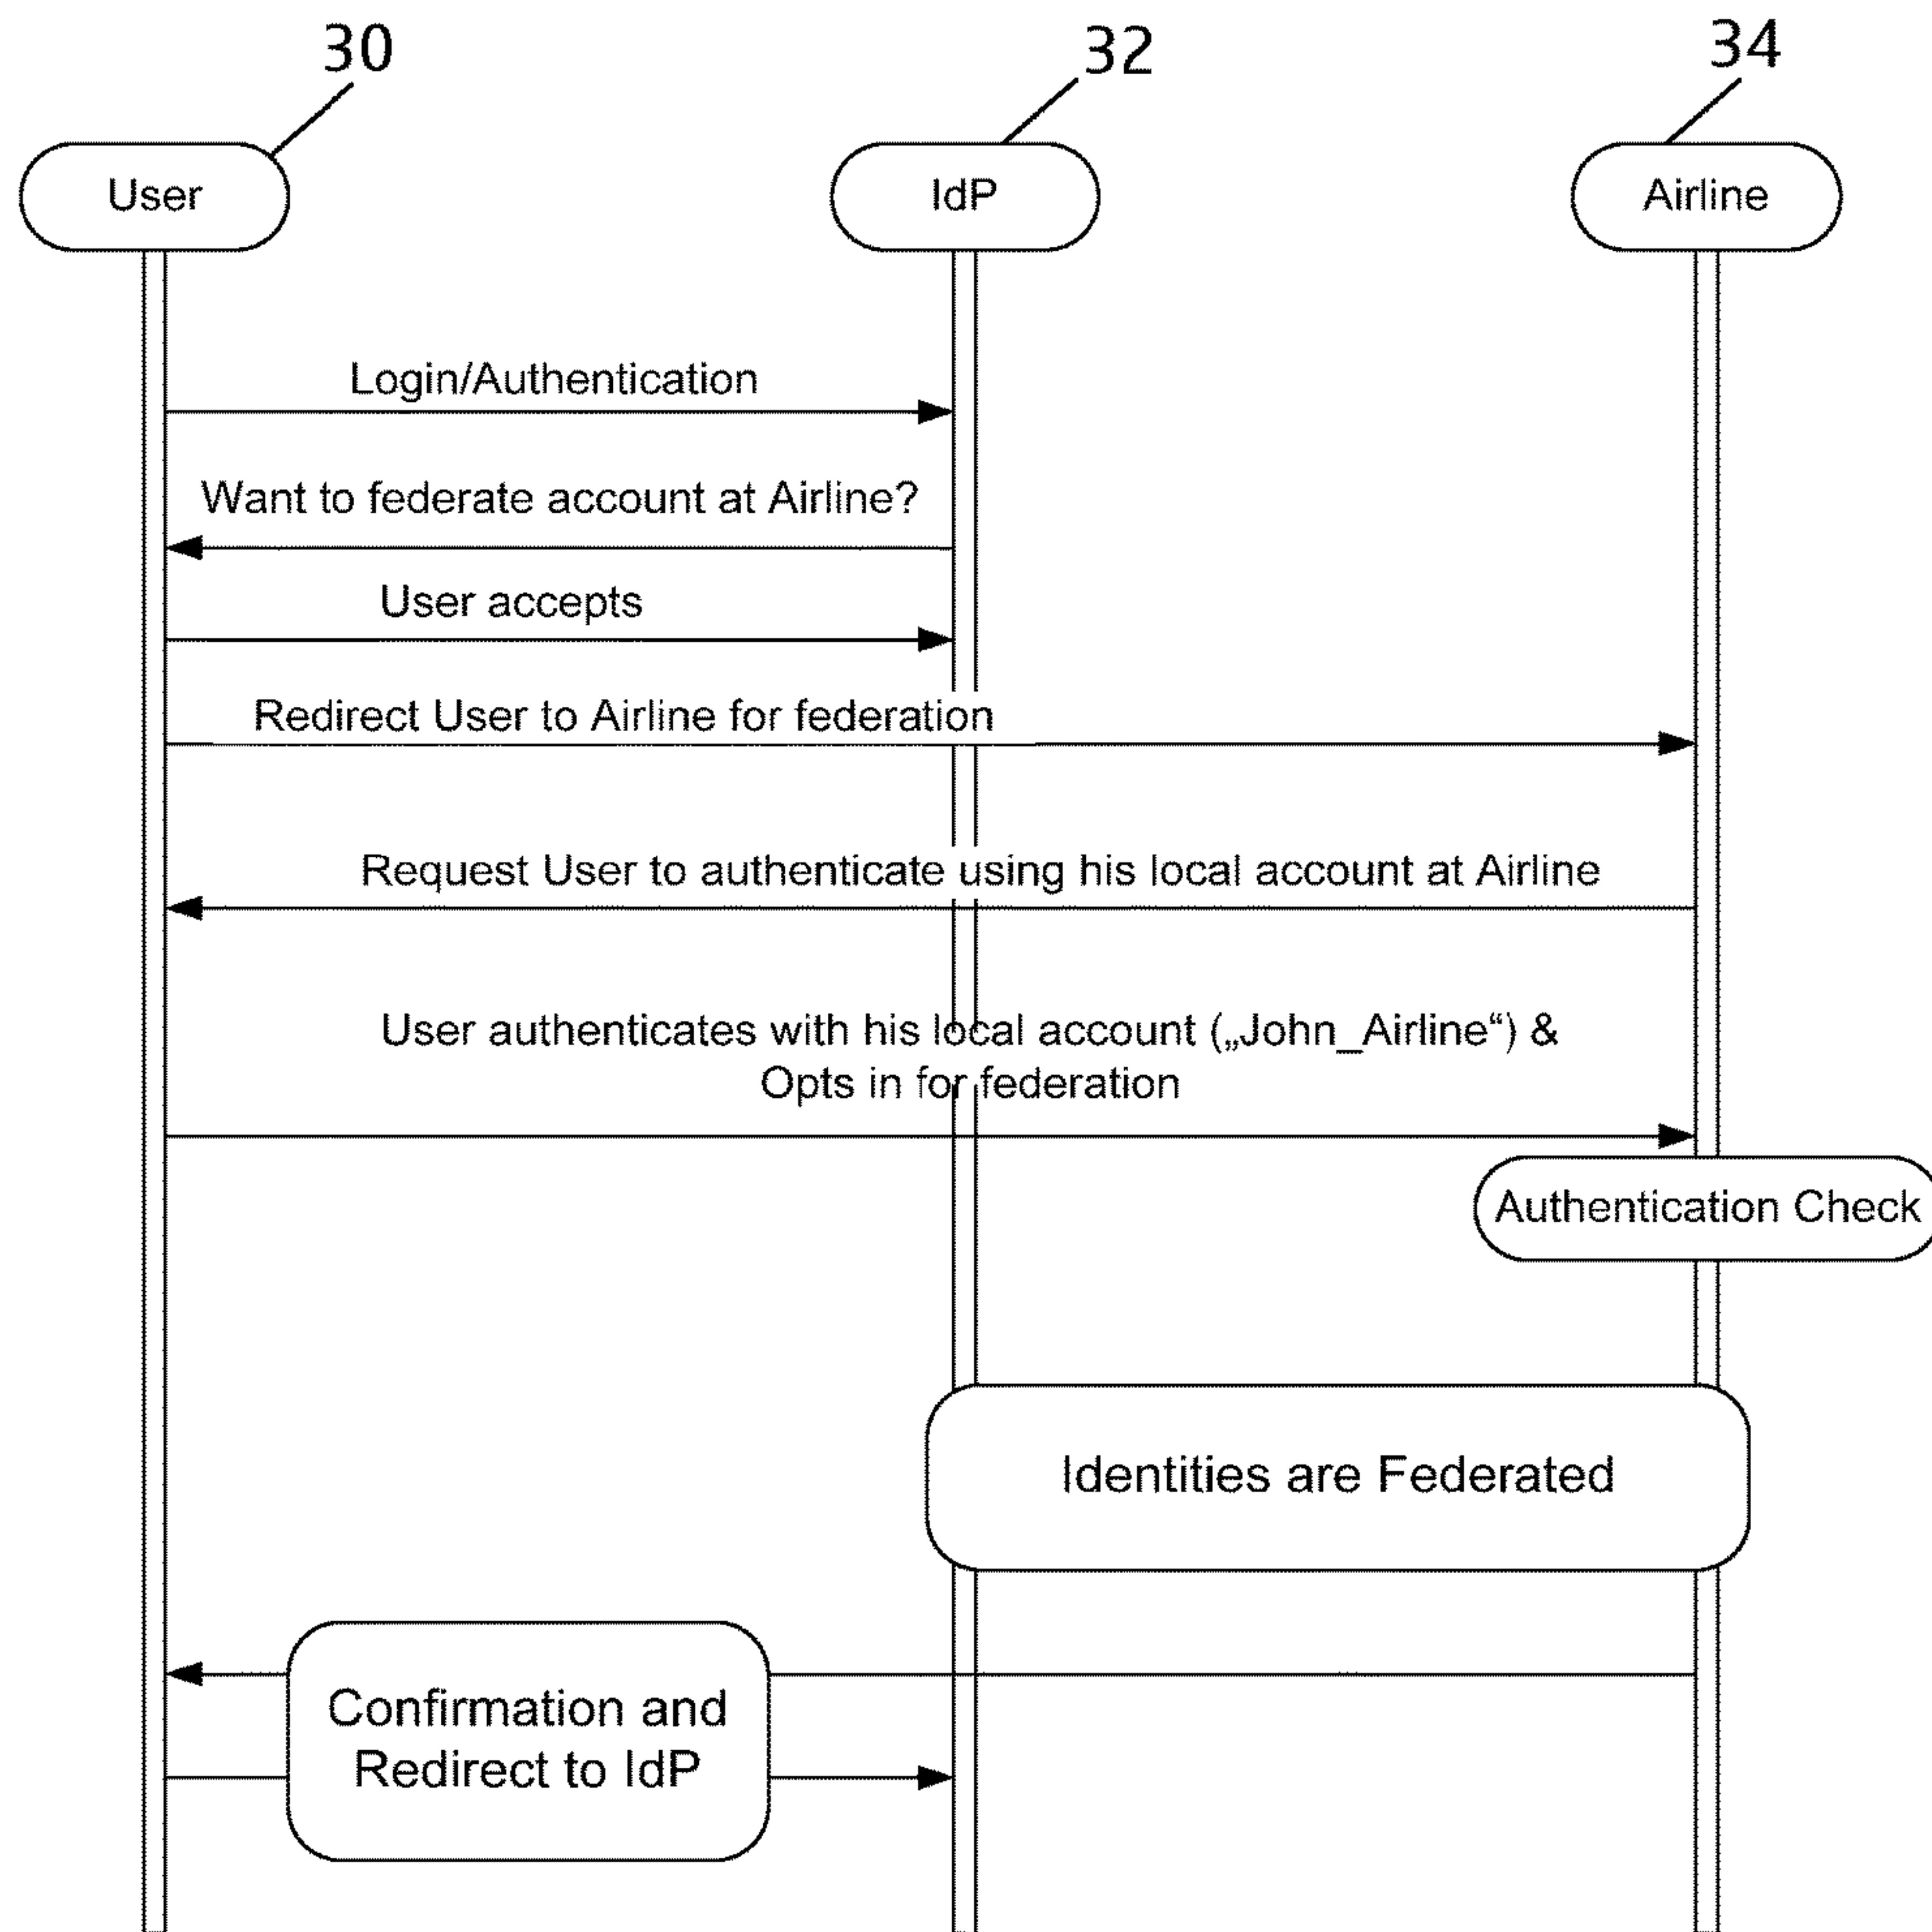 30
32
34
User
IdP
Airline
Login/Authentication
Want to federate account at Airline?
User accepts
Redirect User to Airline for federation
Request User to authenticate using his local account at Airline
User authenticates with his local account („John_Airline“) &
Opts in for federation
Authentication Check
Identities are Federated
Confirmation and
Redirect to IdP